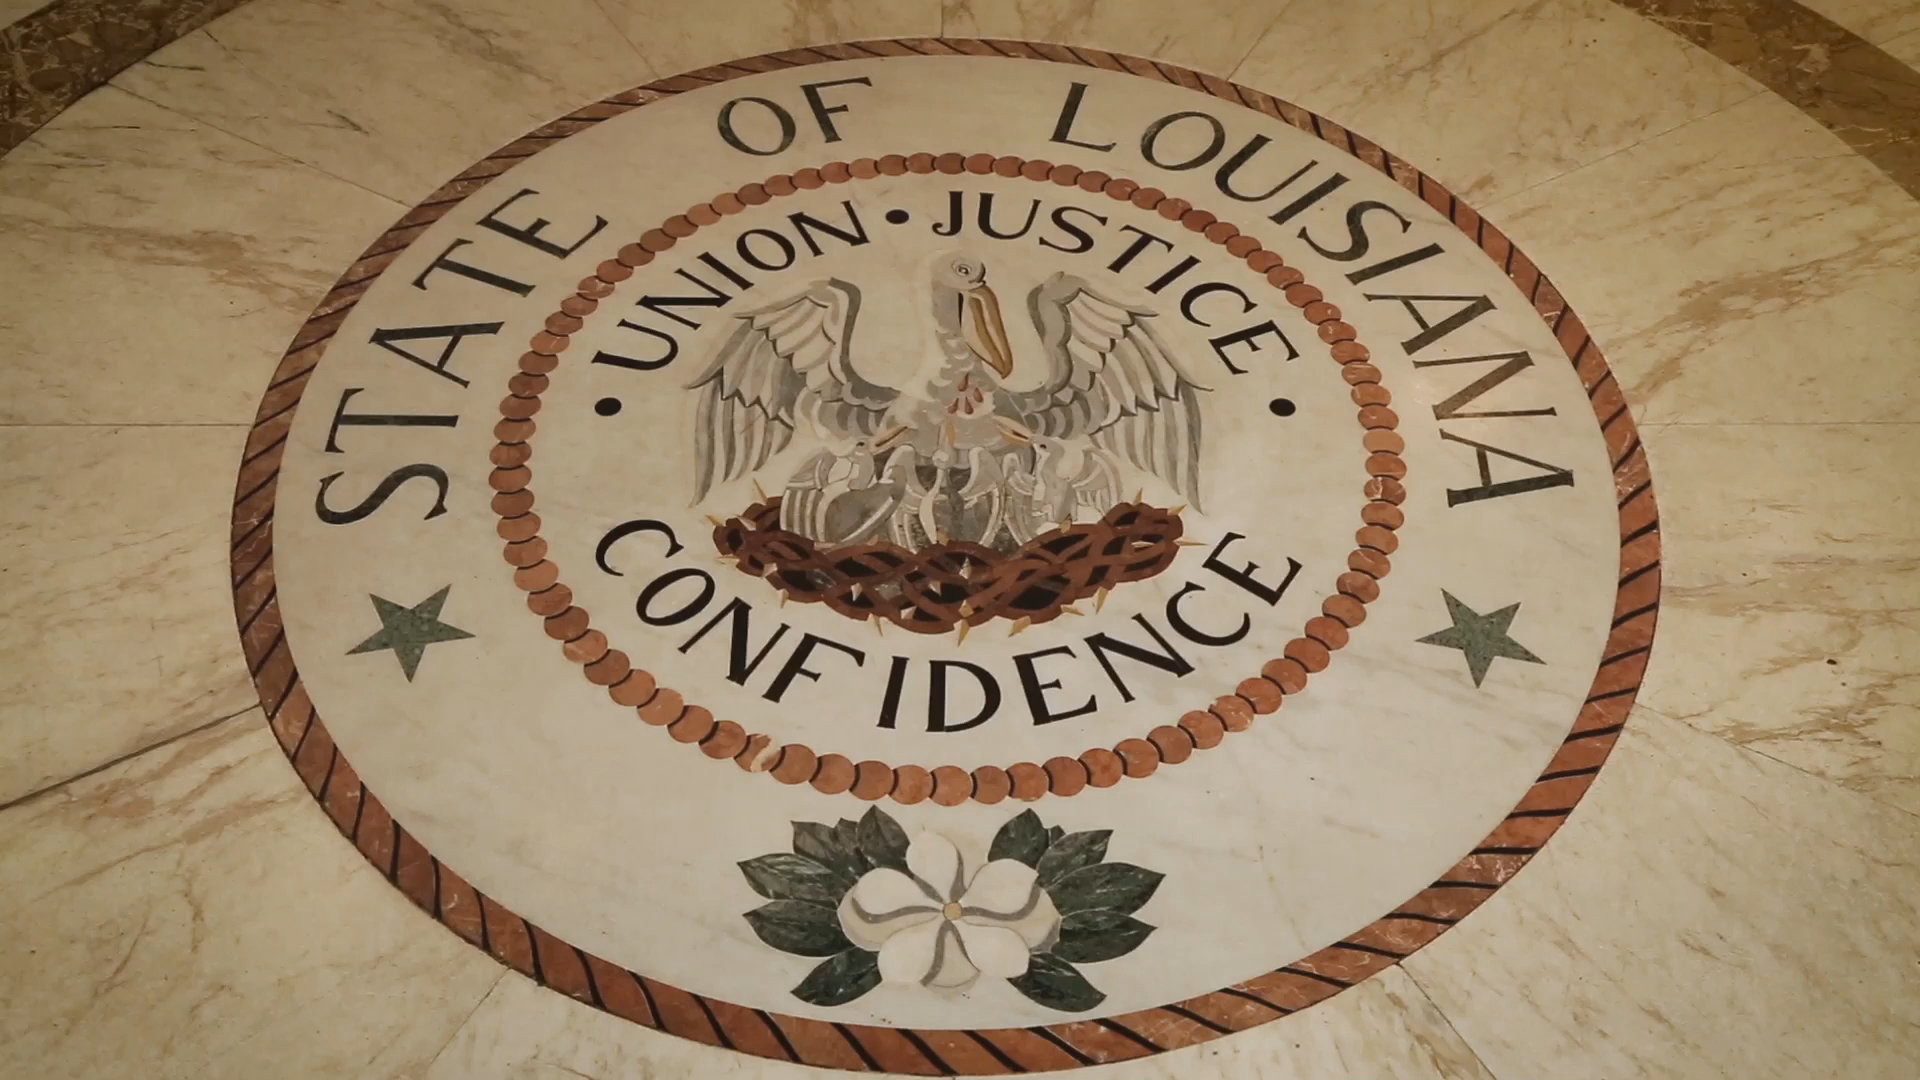 STATE OF LOUISIANA
• UNION • JUSTICE •
• CONFIDENCE •